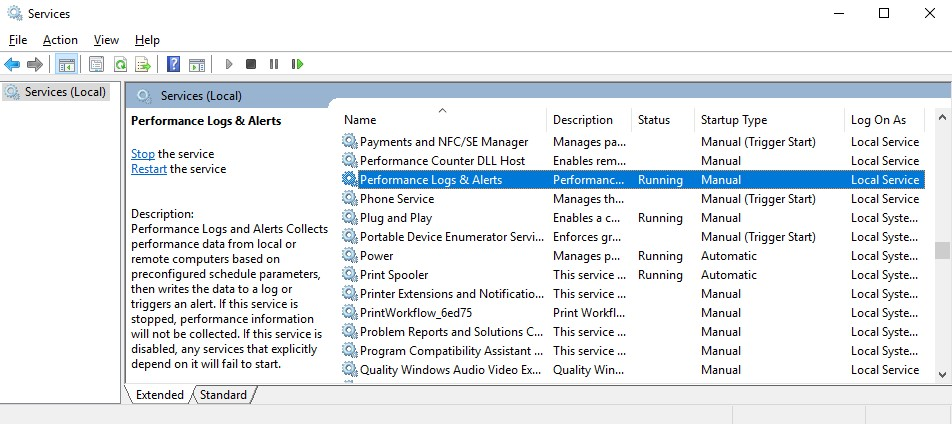 Services
File Action View Help
Services (Local)
Services (Local)
Performance Logs & Alerts
Stop the service
Restart the service
Description:
Performance Logs and Alerts Collects
performance data from local or
remote computers based on
preconfigured schedule parameters,
then writes the data to a log or
triggers an alert. If this service is
stopped, performance information
will not be collected. If this service is
disabled, any services that explicitly
depend on it will fail to start.
Name Description Status Startup Type Log On As
Payments and NFC/SE Manager Manages pa... Manual (Trigger Start) Local Service
Performance Counter DLL Host Enables rem... Manual Local Service
Performance Logs & Alerts Performanc... Running Manual Local Service
Phone Service Manages th... Manual (Trigger Start) Local Service
Plug and Play Enables a c... Running Manual Local Syste...
Portable Device Enumerator Servi... Enforces gr... Manual (Trigger Start) Local Syste...
Power Manages p... Running Automatic Local Syste...
Print Spooler This service ... Running Automatic Local Syste...
Printer Extensions and Notificatio... This service ... Manual Local Syste...
PrintWorkflow_6ed75 Print Workfl... Manual Local Syste...
Problem Reports and Solutions C... This service ... Manual Local Syste...
Program Compatibility Assistant ... This service ... Manual Local Syste...
Quality Windows Audio Video Ex... Quality Win... Manual Local Service
Extended Standard